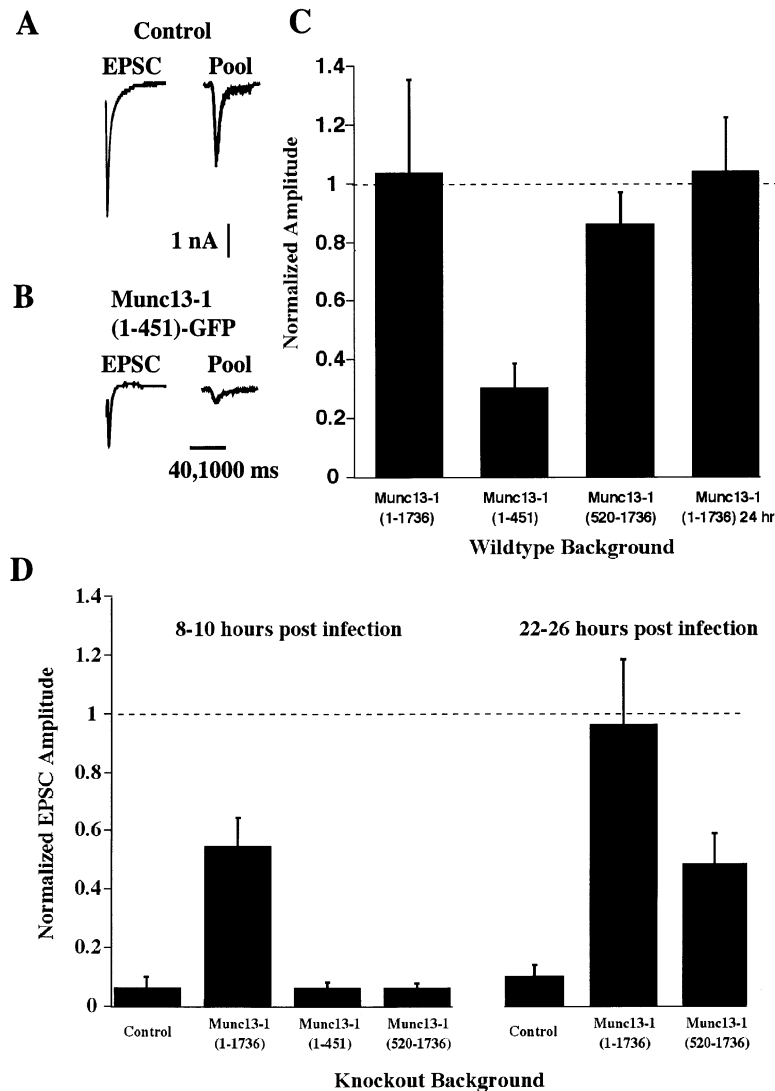 A
Control
EPSC Pool
1 nA
B
Munc13-1
(1-451)-GFP
EPSC Pool
40,1000 ms
C
Normalized Amplitude
1.4
1.2
1
0.8
0.6
0.4
0.2
0
Munc13-1 Munc13-1 Munc13-1 Munc13-1
(1-1736) (1-451) (520-1736) (1-1736) 24 hr
Wildtype Background
D
Normalized EPSC Amplitude
1.4
1.2
1
0.8
0.6
0.4
0.2
0
8-10 hours post infection 22-26 hours post infection
Control Munc13-1 Munc13-1 Munc13-1 Control Munc13-1 Munc13-1
(1-1736) (1-451) (520-1736) (1-1736) (520-1736)
Knockout Background